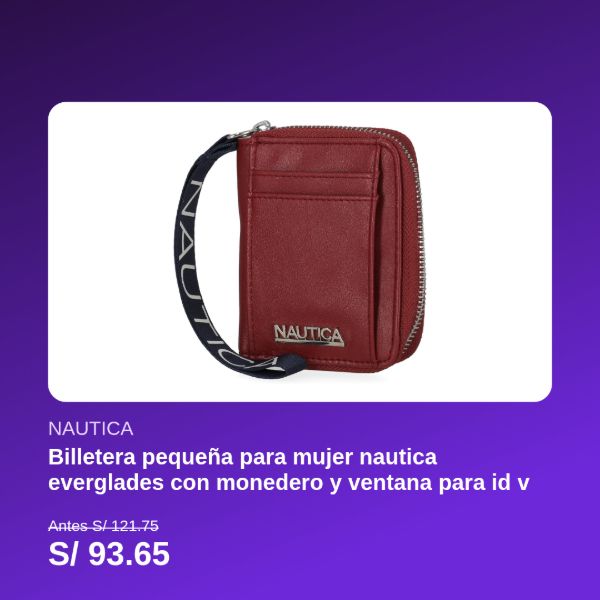 NAUTICA
NAUTICA
NAUTICA
Billetera pequeña para mujer nautica
everglades con monedero y ventana para id v
Antes S/ 121.75
S/ 93.65